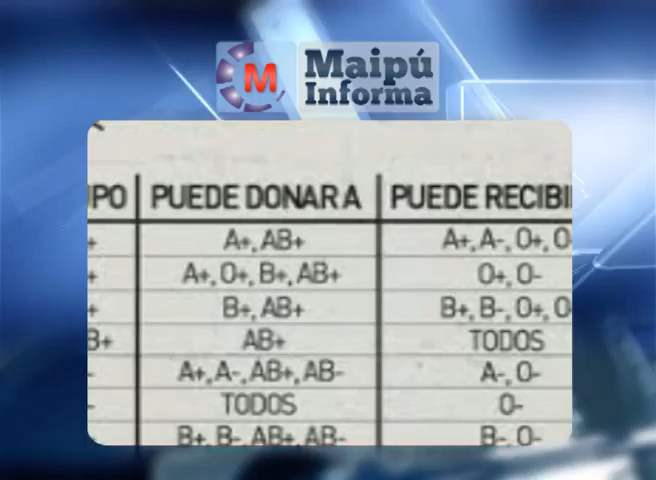 M Maipú
Informa
PO PUEDE DONAR A PUEDE RECIBI
+ A+, AB+ A+, A-, O+, O
+ A+, O+, B+, AB+ O+, O-
+ B+, AB+ B+, B-, O+, O
B+ AB+ TODOS
- A+, A-, AB+, AB- A-, O-
- TODOS O-
B+, B-, AB+, AB- B-, O-